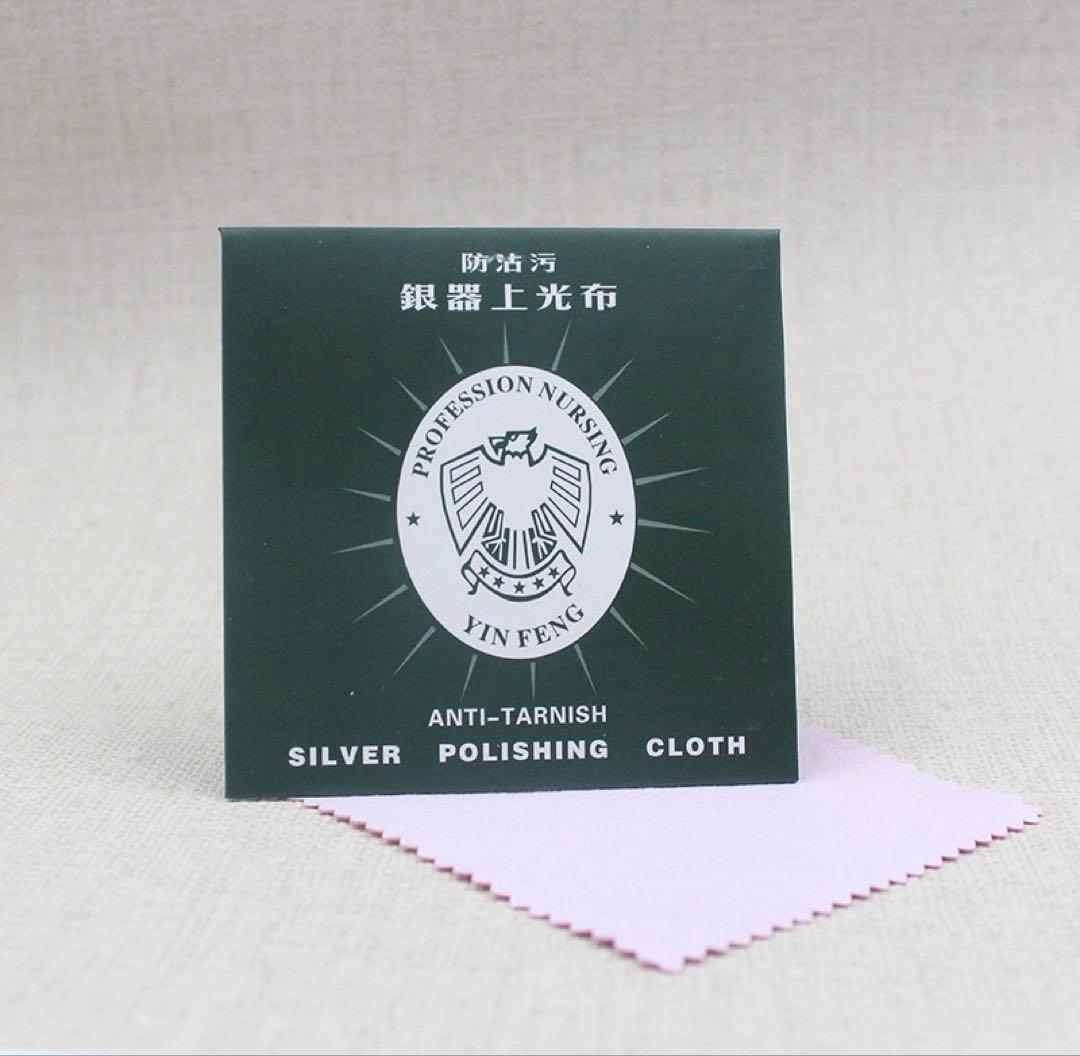 防沾污
銀器上光布
PROFESSION NURSING
YIN FENG
ANTI-TARNISH
SILVER POLISHING CLOTH